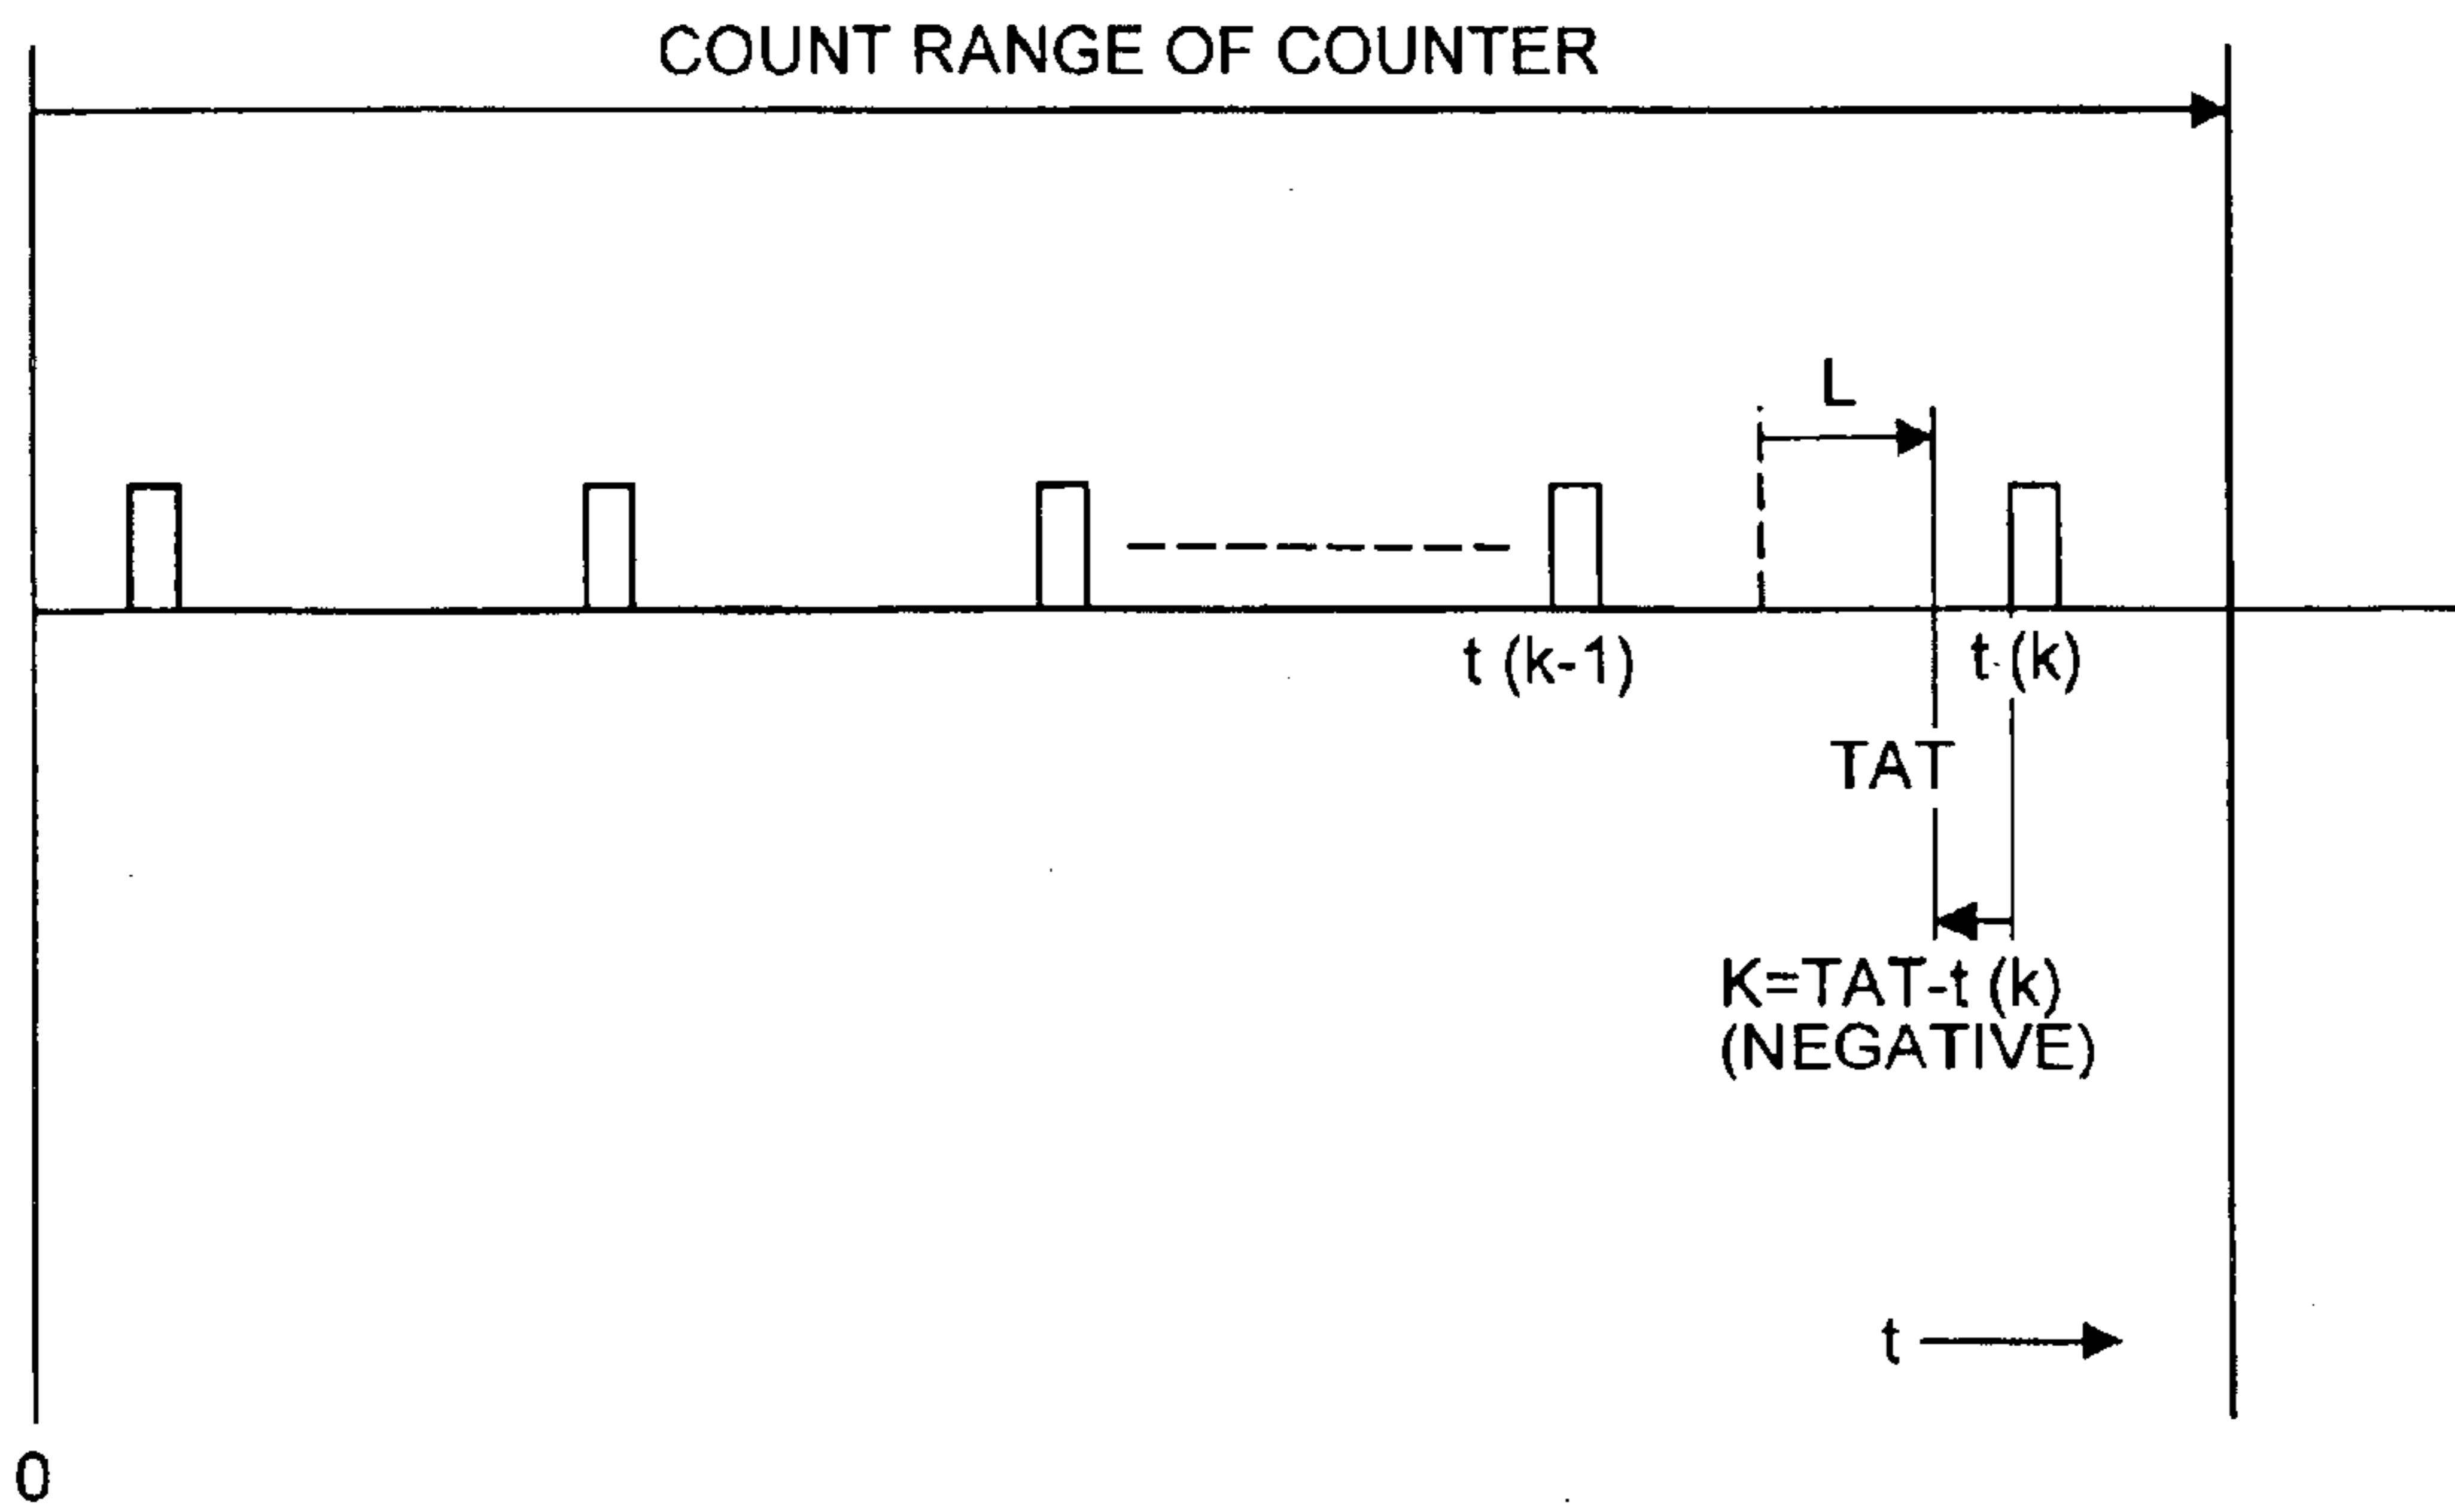 COUNT RANGE OF COUNTER
L
t (k-1)
t (k)
TAT
K=TAT-t (k)
(NEGATIVE)
t
0